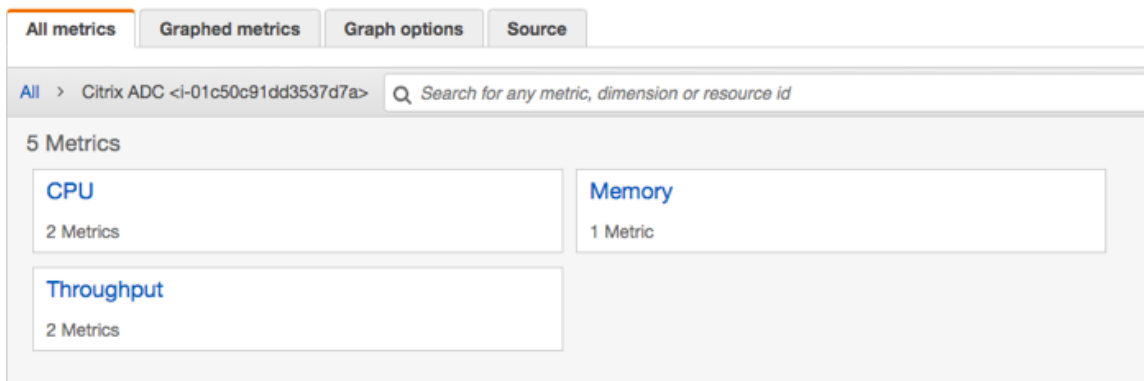 All metrics Graphed metrics Graph options Source
All > Citrix ADC <i-01c50c91dd3537d7a> Search for any metric, dimension or resource id
5 Metrics
CPU
2 Metrics
Memory
1 Metric
Throughput
2 Metrics